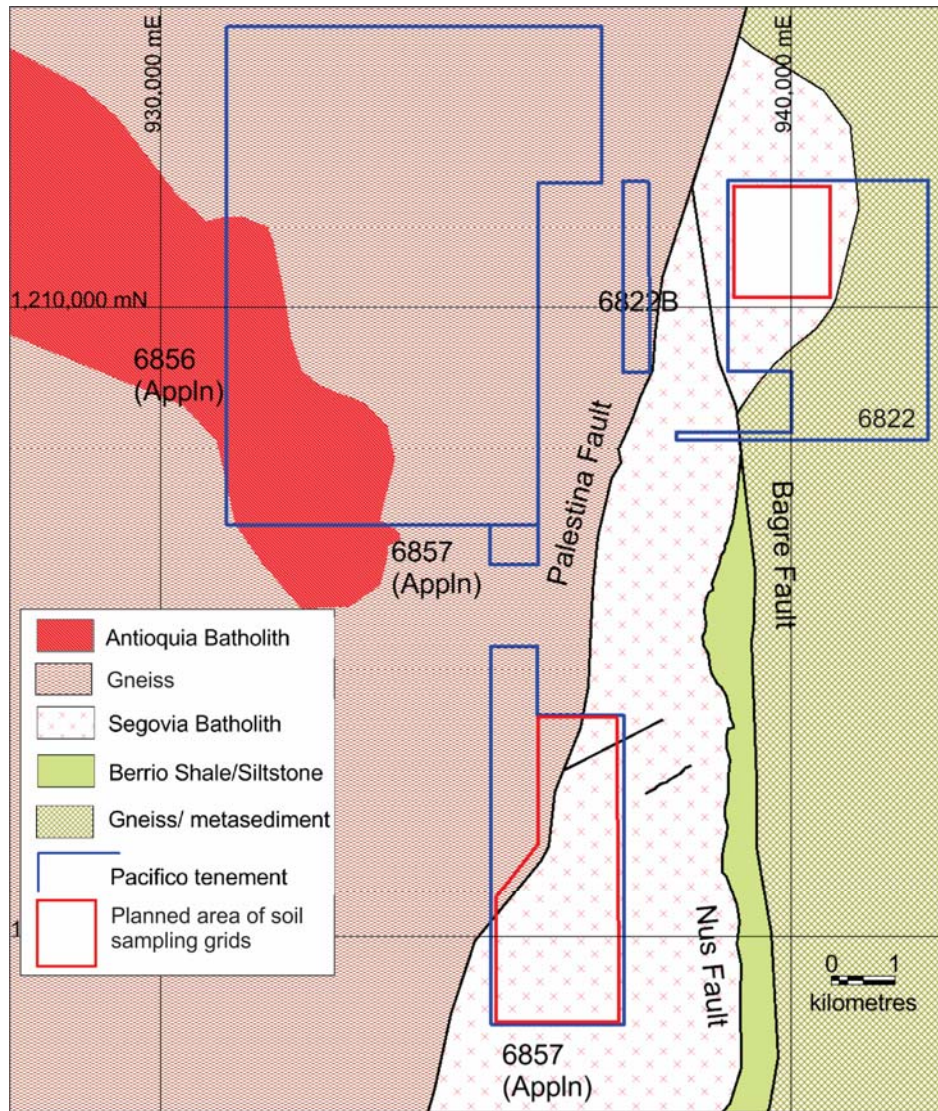 930,000 mE
940,000 mE
1,210,000 mN
6822B
6856
(Appln)
6822
Palestina Fault
Bagre Fault
6857
(Appln)
Antioquia Batholith
Gneiss
Segovia Batholith
Berrio Shale/Siltstone
Gneiss/ metasediment
Pacifico tenement
Planned area of soil
sampling grids
Nus Fault
0 1
kilometres
6857
(Appln)